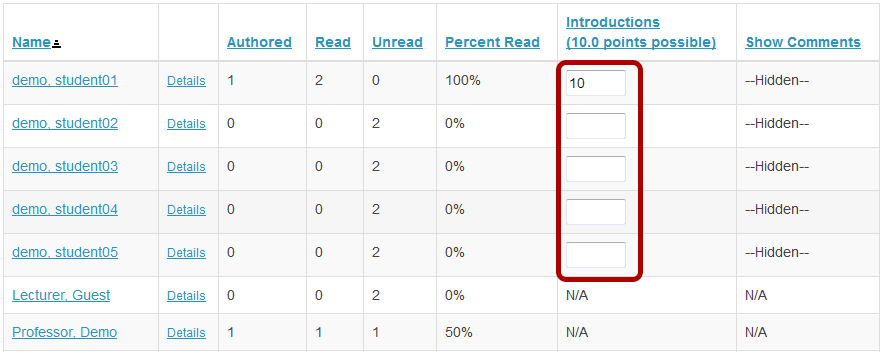 Name Authored Read Unread Percent Read Introductions (10.0 points possible) Show Comments
demo, student01 Details 1 2 0 100% 10 --Hidden--
demo, student02 Details 0 0 2 0% --Hidden--
demo, student03 Details 0 0 2 0% --Hidden--
demo, student04 Details 0 0 2 0% --Hidden--
demo, student05 Details 0 0 2 0% --Hidden--
Lecturer, Guest Details 0 0 2 0% N/A N/A
Professor, Demo Details 1 1 1 50% N/A N/A